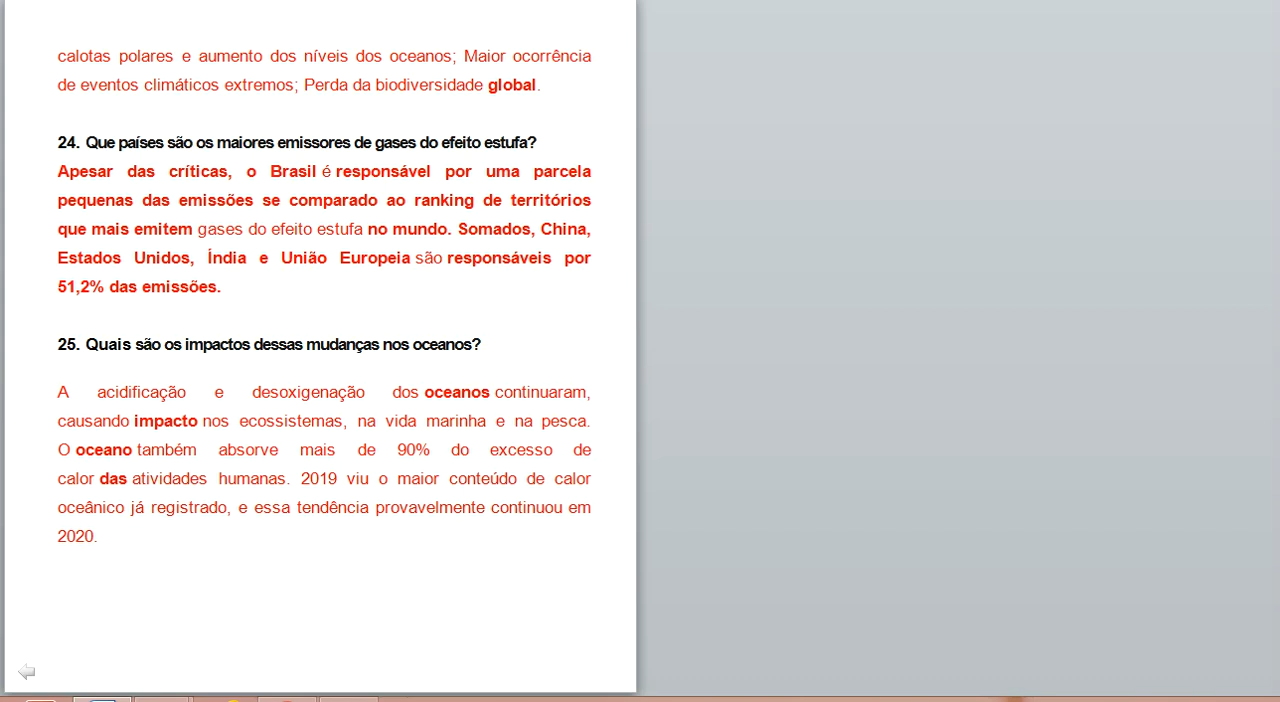 calotas polares e aumento dos níveis dos oceanos; Maior ocorrência
de eventos climáticos extremos; Perda da biodiversidade global.
24. Que países são os maiores emissores de gases do efeito estufa?
Apesar das críticas, o Brasil é responsável por uma parcela
pequenas das emissões se comparado ao ranking de territórios
que mais emitem gases do efeito estufa no mundo. Somados, China,
Estados Unidos, Índia e União Europeia são responsáveis por
51,2% das emissões.
25. Quais são os impactos dessas mudanças nos oceanos?
A acidificação e desoxigenação dos oceanos continuaram,
causando impacto nos ecossistemas, na vida marinha e na pesca.
O oceano também absorve mais de 90% do excesso de
calor das atividades humanas. 2019 viu o maior conteúdo de calor
oceânico já registrado, e essa tendência provavelmente continuou em
2020.